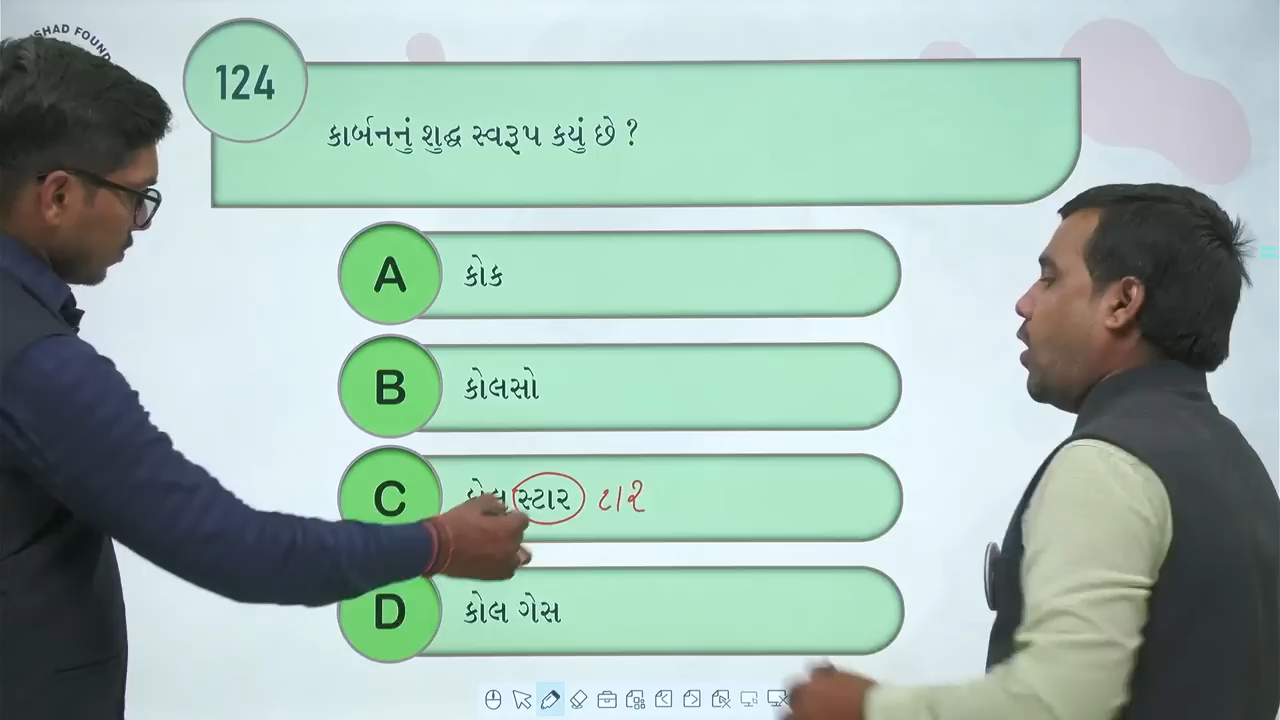 124
કાર્બનનું શુદ્ધ સ્વરૂપ કયું છે ?
A કોક
B કોલસો
C સ્ટાર ટાર
D કોલ ગેસ